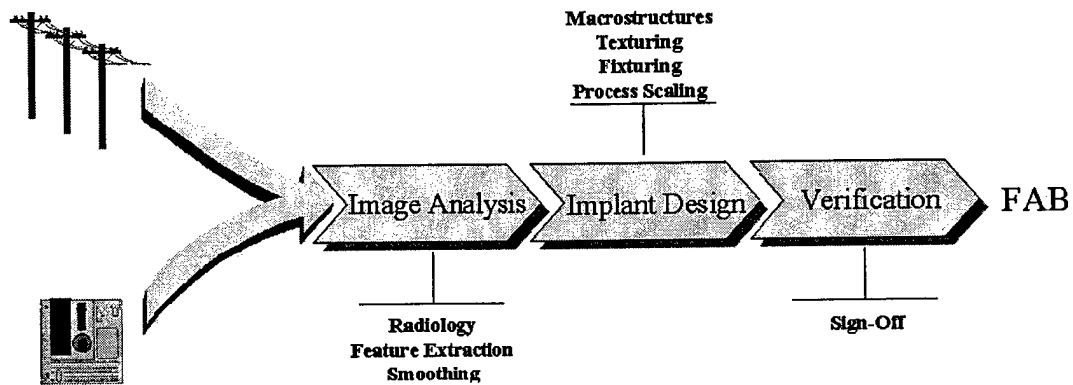 Macrostructures
Texturing
Fixturing
Process Scaling
Image Analysis
Implant Design
Verification
FAB
Radiology
Feature Extraction
Smoothing
Sign-Off